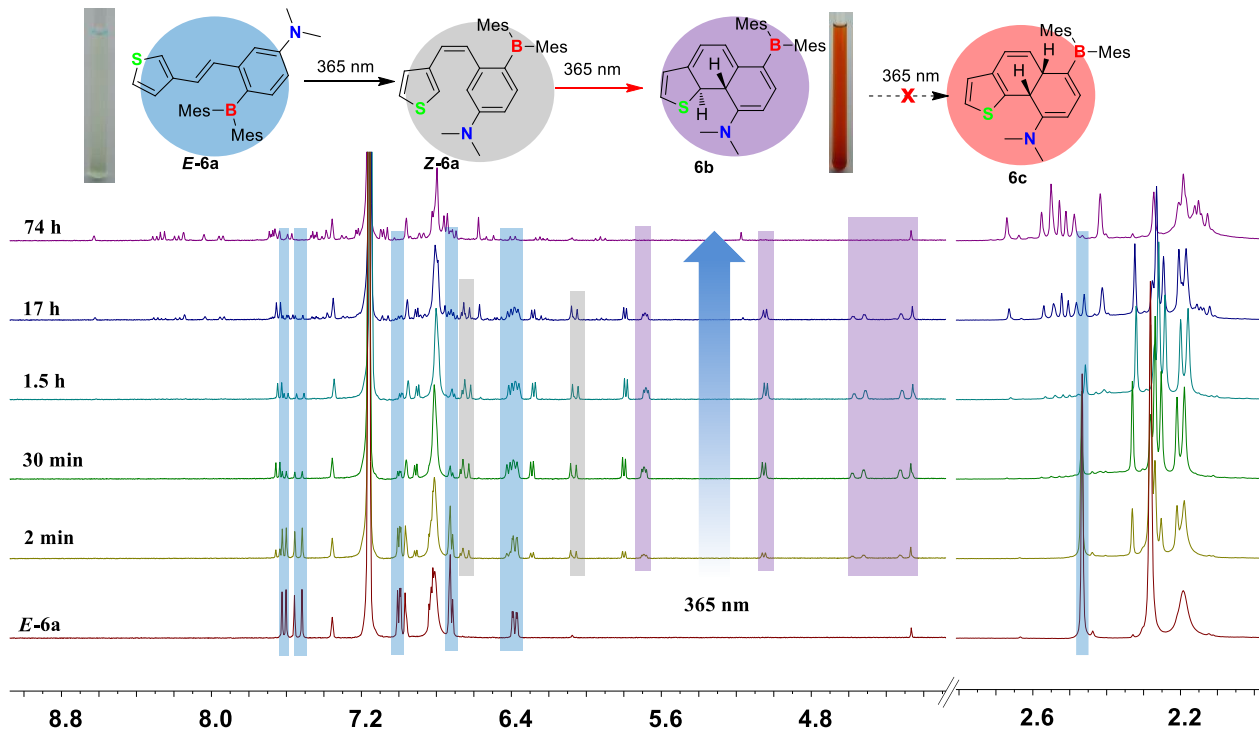 S
N
B
Mes
Mes
E-6a
365 nm
Mes
B
Mes
S
N
Z-6a
365 nm
Mes
B
Mes
H
S
H
N
6b
365 nm
X
Mes
B
Mes
H
H
S
N
6c
74 h
17 h
1.5 h
30 min
2 min
E-6a
365 nm
8.8 8.0 7.2 6.4 5.6 4.8 2.6 2.2